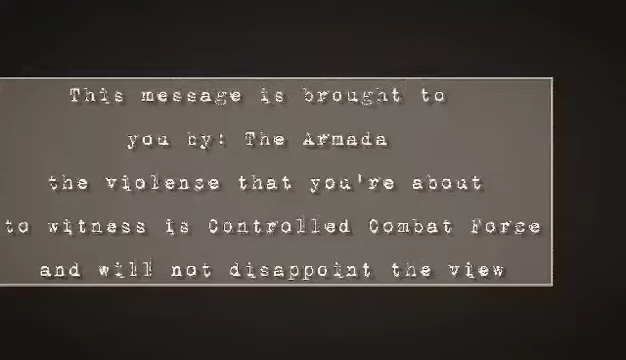 This message is brought to
you by: The Armada
the violence that you're about
to witness is Controlled Combat Force
and will not disappoint the view